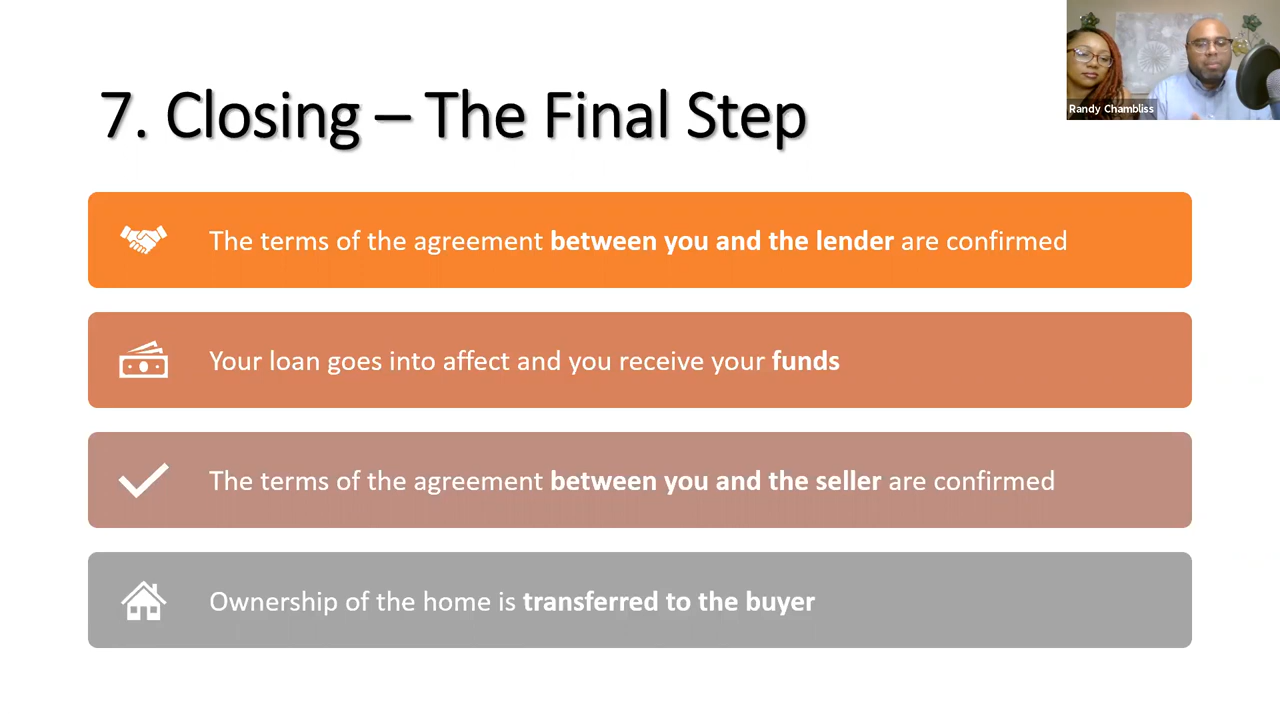 7. Closing – The Final Step
Randy Chambliss
The terms of the agreement between you and the lender are confirmed
Your loan goes into affect and you receive your funds
The terms of the agreement between you and the seller are confirmed
Ownership of the home is transferred to the buyer